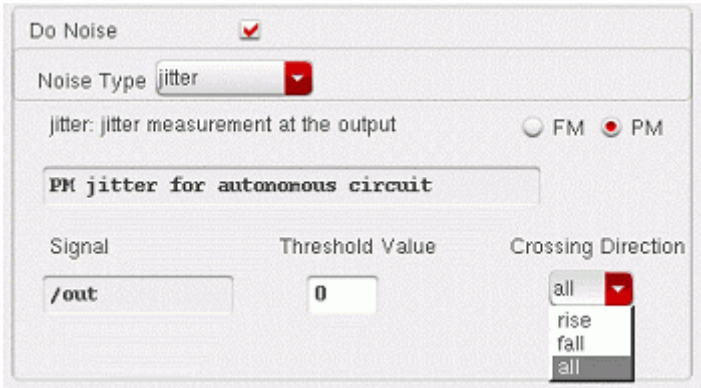 Do Noise
Noise Type jitter
jitter: jitter measurement at the output FM PM
PM jitter for autonomous circuit
Signal Threshold Value Crossing Direction
/out 0 all
rise
fall
all